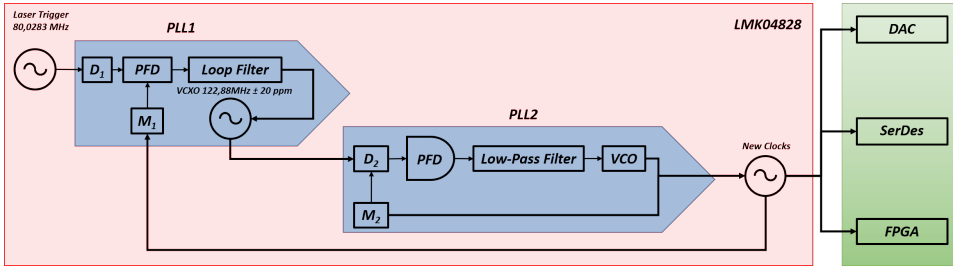 Laser Trigger
80,0283 MHz
PLL1
LMK04828
D1
PFD
Loop Filter
VCXO 122,88MHz ± 20 ppm
M1
PLL2
D2
PFD
Low-Pass Filter
VCO
M2
New Clocks
DAC
SerDes
FPGA